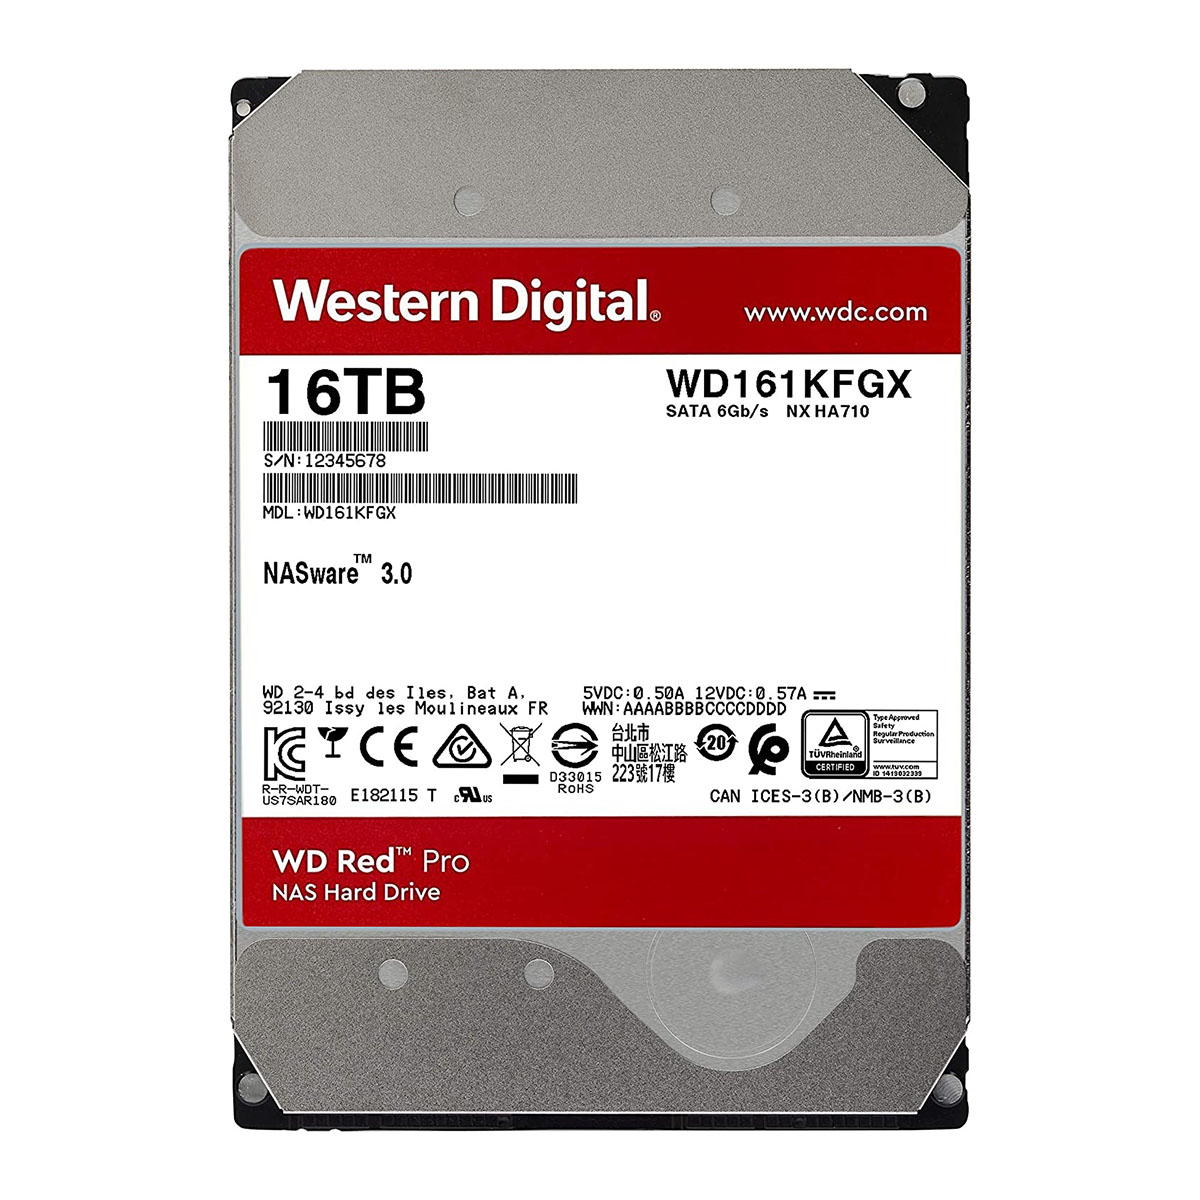 Western Digital®
www.wdc.com
16TB
WD161KFGX
SATA 6Gb/s NX HA710
S/N:12345678
MDL:WD161KFGX
NASware™ 3.0
WD 2-4 bd des Iles, Bat A,
92130 Issy les Moulineaux FR
5VDC:0.50A 12VDC:0.57A
WWN:AAAABBBBCCCCDDDD
R-R-WDT-
US7SAR180
E182115 T
c RU us
D33015
RoHS
台北市
中山區松江路
223號17樓
20
TÜVRheinland
CERTIFIED
Type Approved
Safety
Regular Production
Surveillance
www.tuv.com
ID 1419032339
CAN ICES-3(B)/NMB-3(B)
WD Red™ Pro
NAS Hard Drive